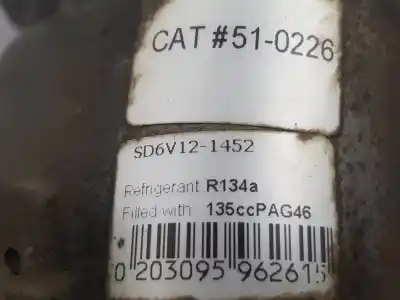 CAT #51-0226
SD6V12-1452
Refrigerant R134a
Filled with 135ccPAG46
0 203095 962615